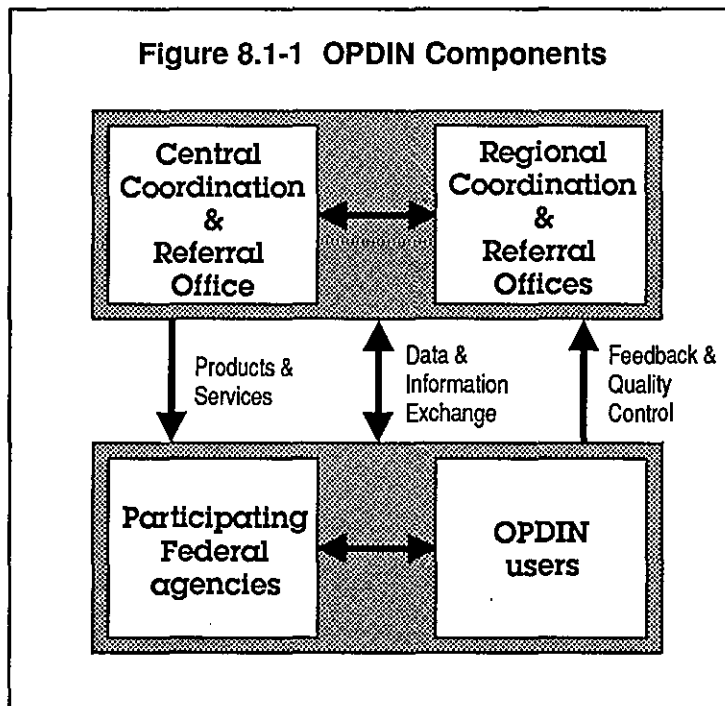 Figure 8.1-1 OPDIN Components
Central
Coordination
&
Referral
Office
Regional
Coordination
&
Referral
Offices
Products &
Services
Data &
Information
Exchange
Feedback &
Quality
Control
Participating
Federal
agencies
OPDIN
users